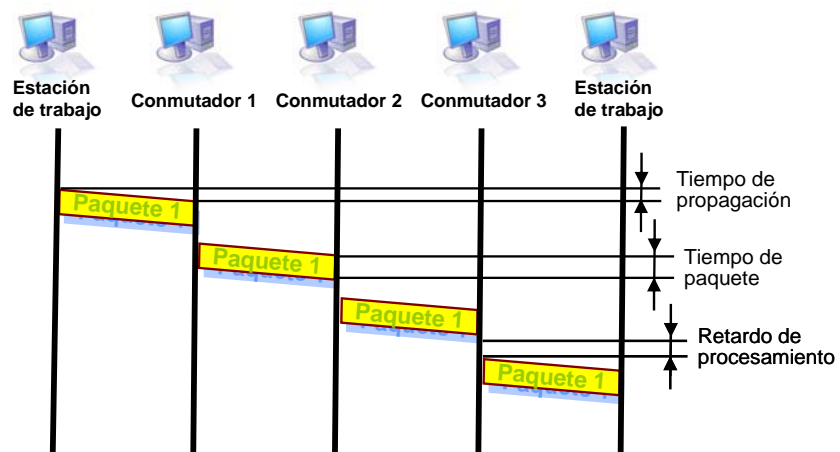 Estación
de trabajo
Conmutador 1
Conmutador 2
Conmutador 3
Estación
de trabajo
Tiempo de
propagación
Paquete 1
Paquete 1
Tiempo de
paquete
Paquete 1
Retardo de
procesamiento
Paquete 1